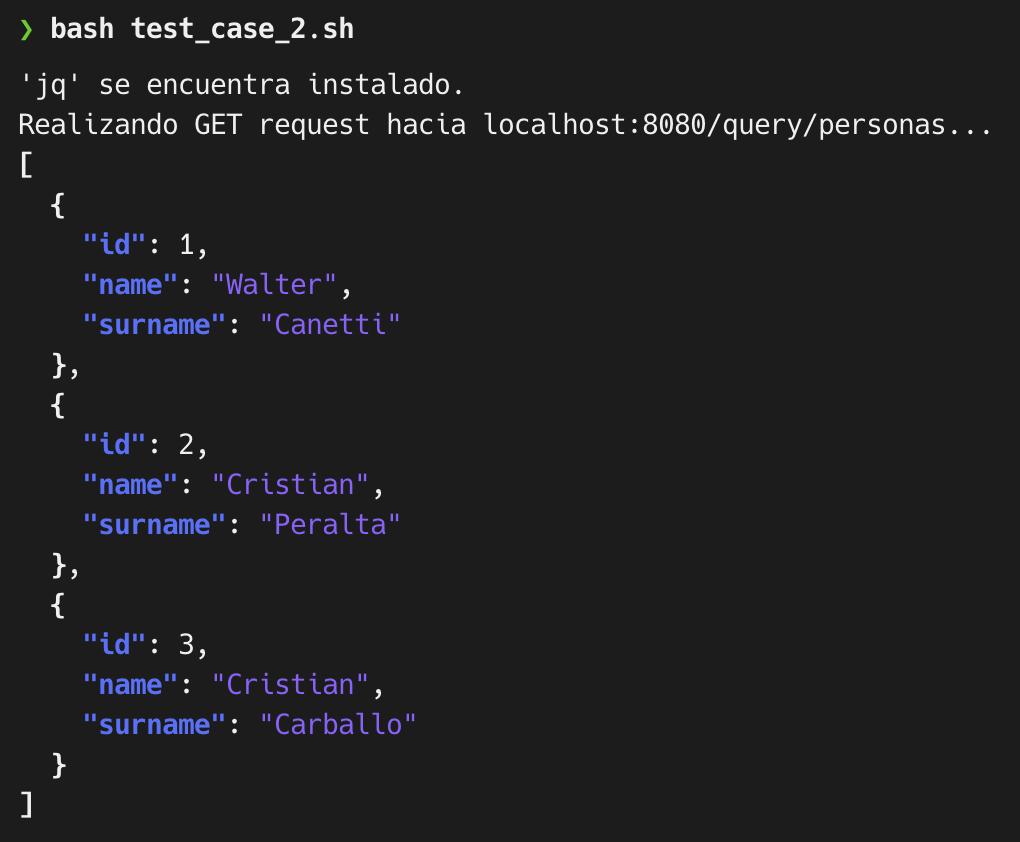 ❯ bash test_case_2.sh
'jq' se encuentra instalado.
Realizando GET request hacia localhost:8080/query/personas...
[
  {
    "id": 1,
    "name": "Walter",
    "surname": "Canetti"
  },
  {
    "id": 2,
    "name": "Cristian",
    "surname": "Peralta"
  },
  {
    "id": 3,
    "name": "Cristian",
    "surname": "Carballo"
  }
]